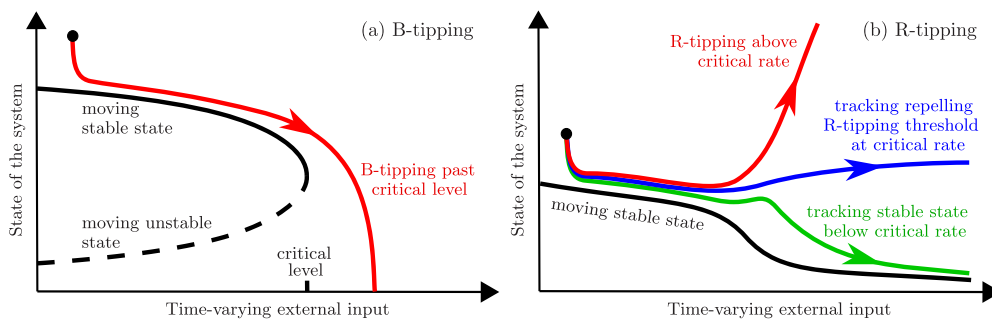 (a) B-tipping
State of the system
moving
stable state
B-tipping past
critical level
moving unstable
state
critical
level
Time-varying external input
(b) R-tipping
State of the system
R-tipping above
critical rate
tracking repelling
R-tipping threshold
at critical rate
moving stable state
tracking stable state
below critical rate
Time-varying external input